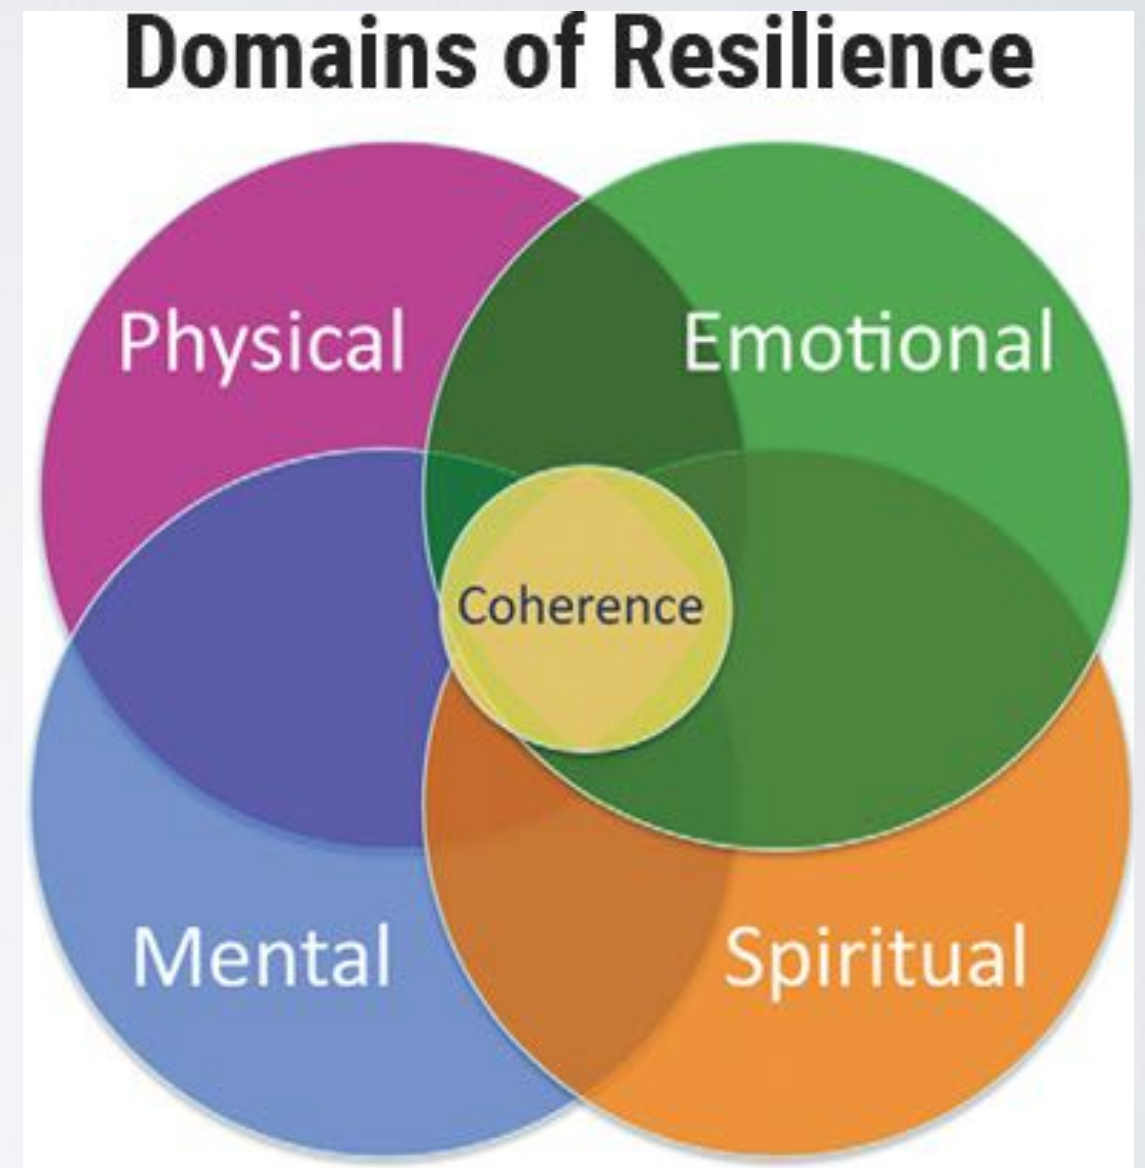 Domains of Resilience
Physical
Emotional
Coherence
Mental
Spiritual